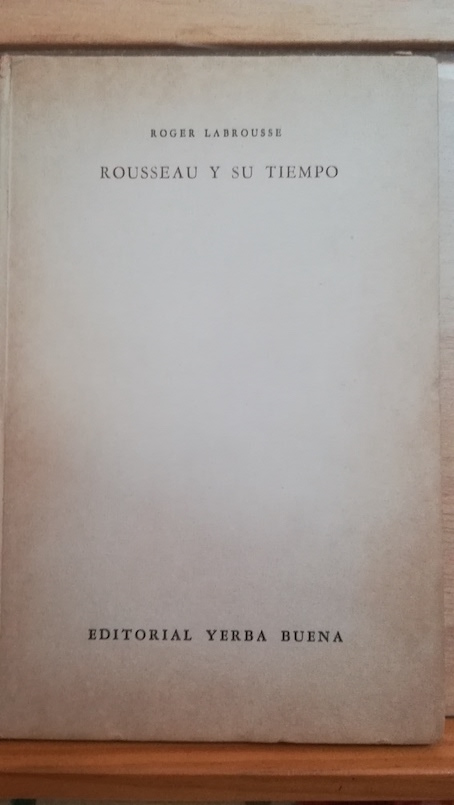 ROGER LABROUSSE
ROUSSEAU Y SU TIEMPO
EDITORIAL YERBA BUENA